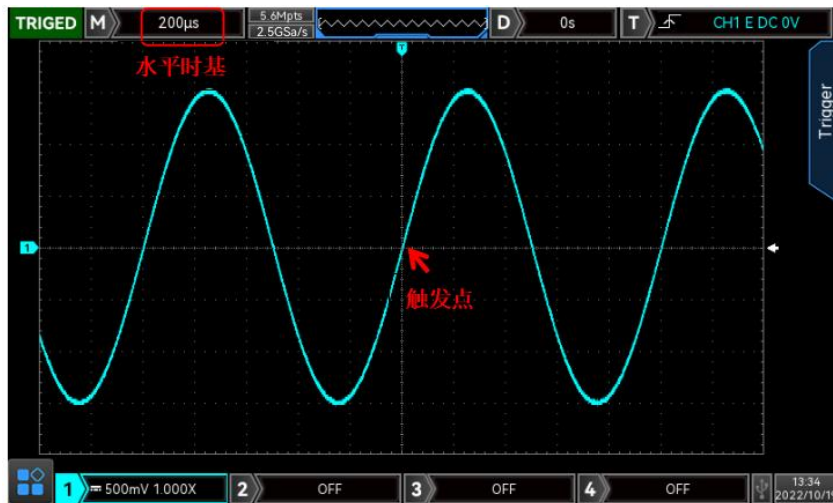 TRIGED M 200μs 5.6Mpts D 0s T CH1 E DC 0V
2.5GSa/s
水平时基
T
Trigger
1
触发点
1 500mV 1.000X 2 OFF 3 OFF 4 OFF 13:34